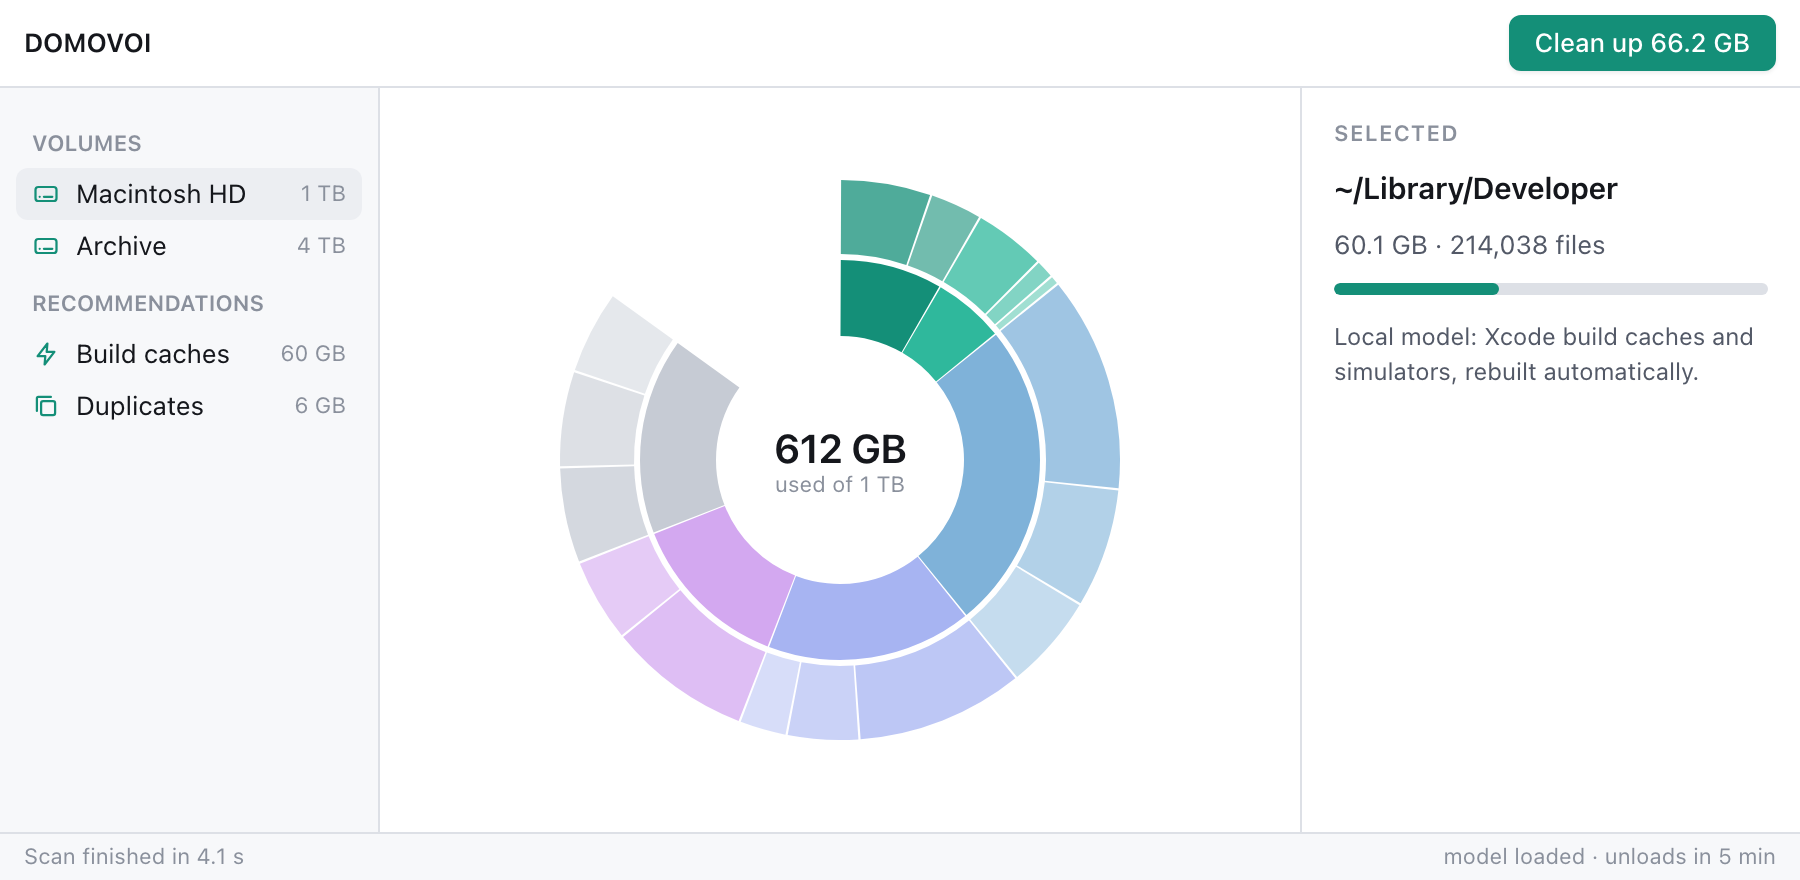 DOMOVOI
Clean up 66.2 GB
VOLUMES
Macintosh HD 1 TB
Archive 4 TB
RECOMMENDATIONS
Build caches 60 GB
Duplicates 6 GB
612 GB
used of 1 TB
SELECTED
~/Library/Developer
60.1 GB · 214,038 files
Local model: Xcode build caches and
simulators, rebuilt automatically.
Scan finished in 4.1 s
model loaded · unloads in 5 min